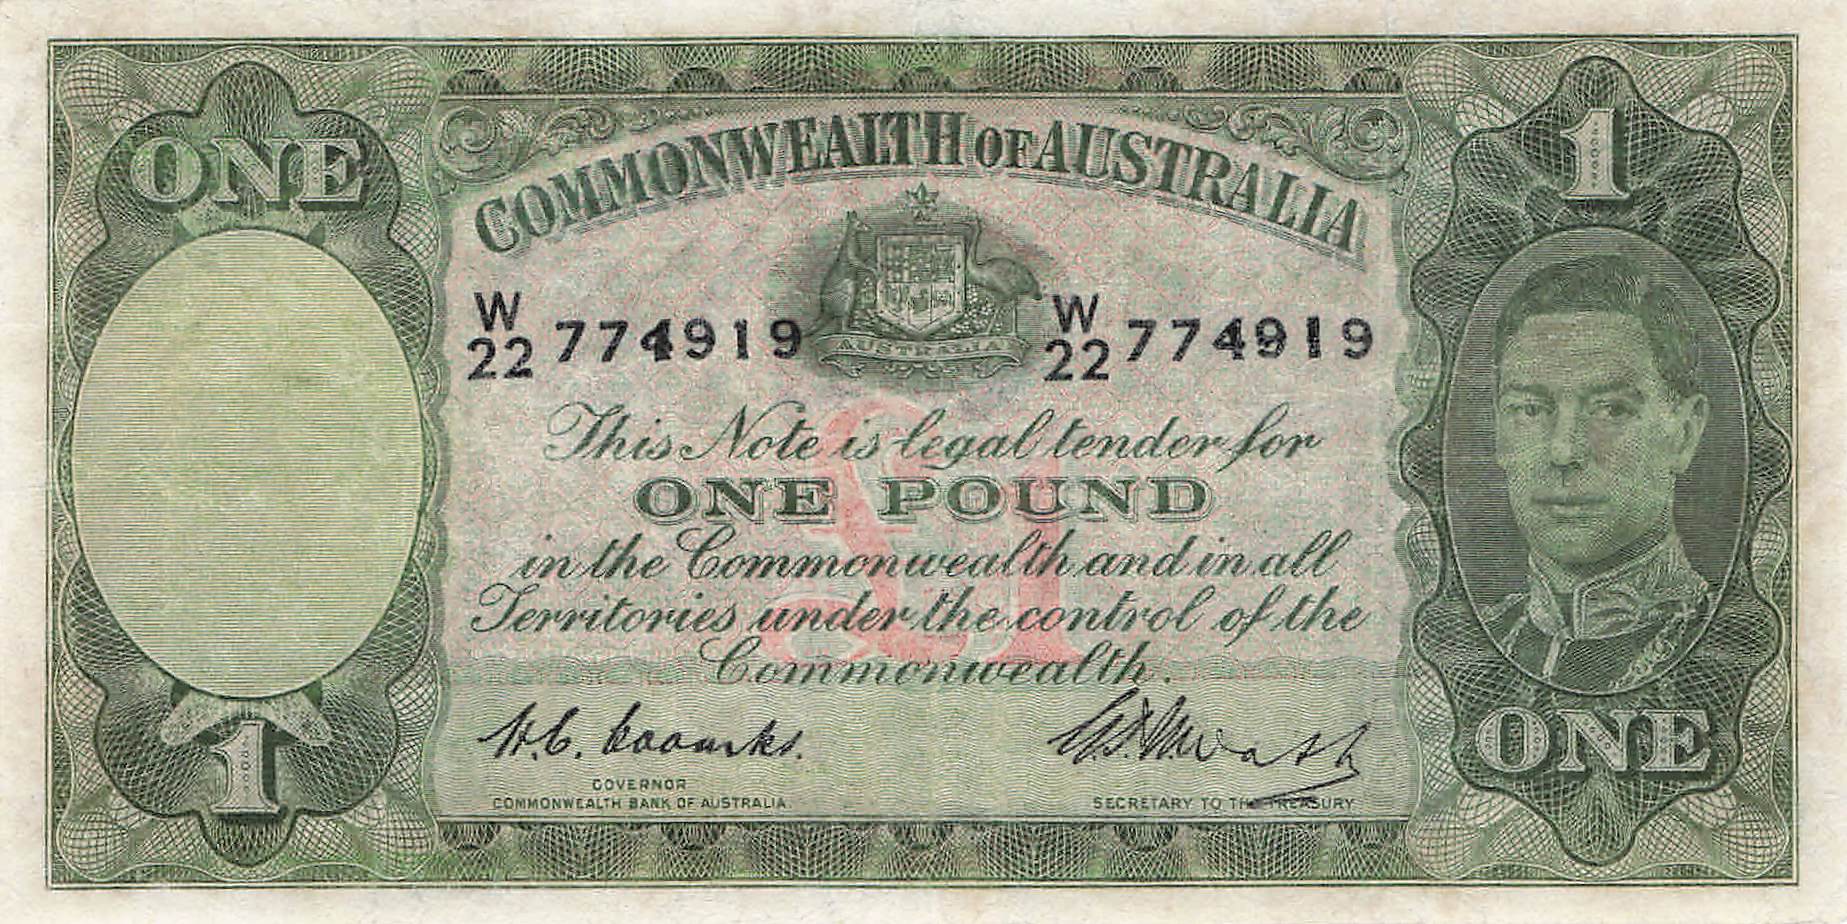 ONE
1
COMMONWEALTH OF AUSTRALIA
AUSTRALIA
W/22 774919
W/22 774919
This Note is legal tender for
ONE POUND
£1
in the Commonwealth and in all
Territories under the control of the
Commonwealth.
H.C. Coombs.
GOVERNOR
COMMONWEALTH BANK OF AUSTRALIA.
SECRETARY TO THE TREASURY
1
ONE